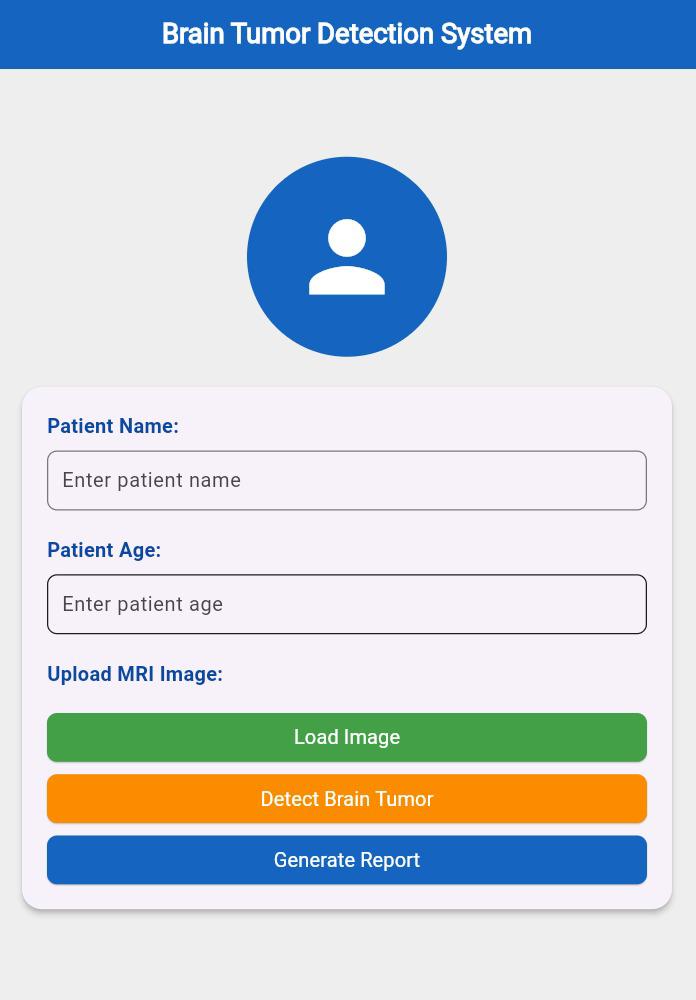 Brain Tumor Detection System
Patient Name:
Enter patient name
Patient Age:
Enter patient age
Upload MRI Image:
Load Image
Detect Brain Tumor
Generate Report